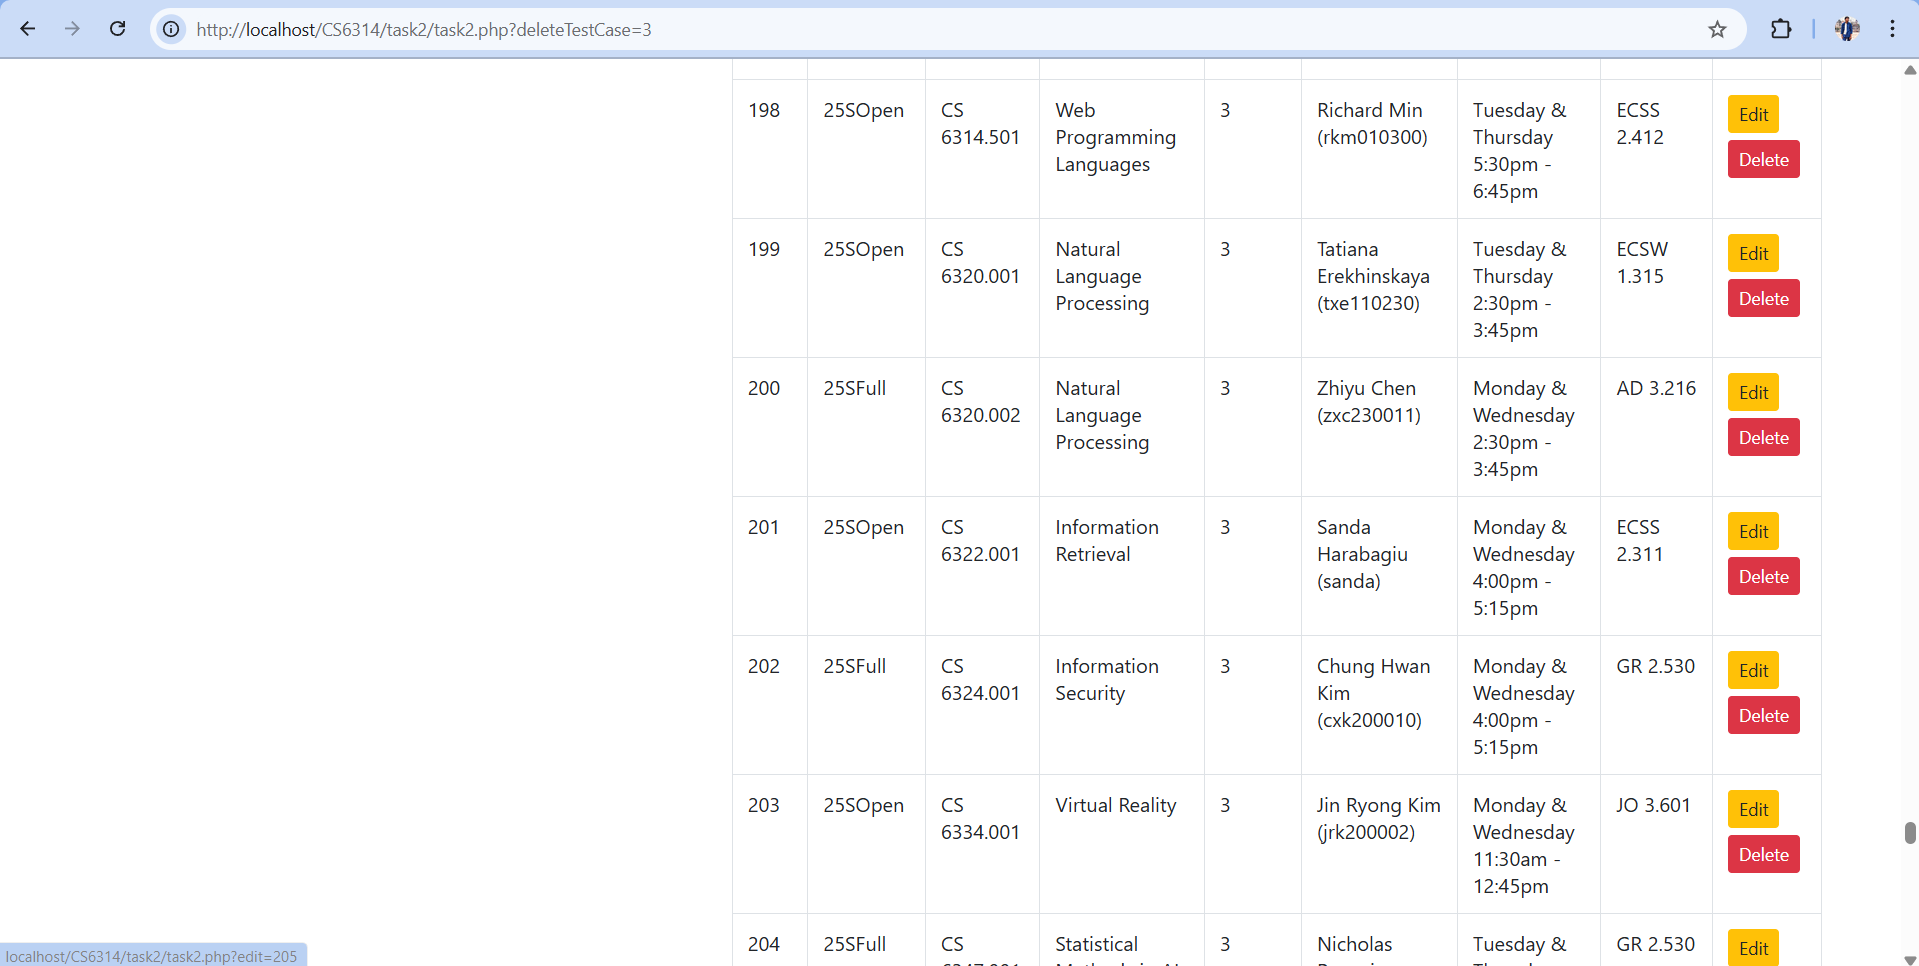 http://localhost/CS6314/task2/task2.php?deleteTestCase=3
198 25SOpen CS 6314.501 Web Programming Languages 3 Richard Min (rkm010300) Tuesday & Thursday 5:30pm - 6:45pm ECSS 2.412 Edit Delete
199 25SOpen CS 6320.001 Natural Language Processing 3 Tatiana Erekhinskaya (txe110230) Tuesday & Thursday 2:30pm - 3:45pm ECSW 1.315 Edit Delete
200 25SFull CS 6320.002 Natural Language Processing 3 Zhiyu Chen (zxc230011) Monday & Wednesday 2:30pm - 3:45pm AD 3.216 Edit Delete
201 25SOpen CS 6322.001 Information Retrieval 3 Sanda Harabagiu (sanda) Monday & Wednesday 4:00pm - 5:15pm ECSS 2.311 Edit Delete
202 25SFull CS 6324.001 Information Security 3 Chung Hwan Kim (cxk200010) Monday & Wednesday 4:00pm - 5:15pm GR 2.530 Edit Delete
203 25SOpen CS 6334.001 Virtual Reality 3 Jin Ryong Kim (jrk200002) Monday & Wednesday 11:30am - 12:45pm JO 3.601 Edit Delete
204 25SFull CS Statistical 3 Nicholas Tuesday & GR 2.530 Edit
localhost/CS6314/task2/task2.php?edit=205